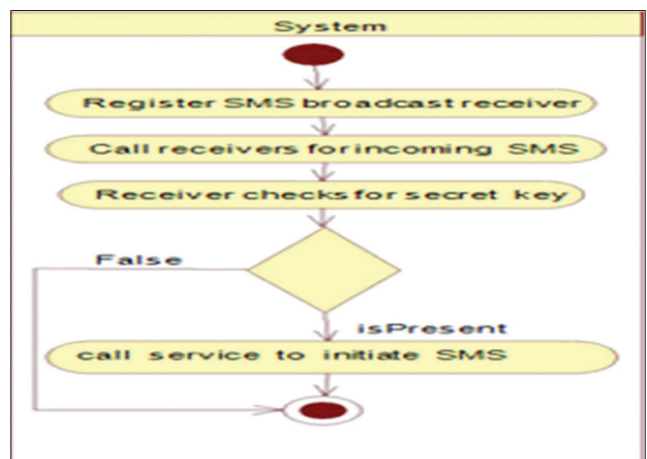 System
Register SMS broadcast receiver
Call receivers for incoming SMS
Receiver checks for secret key
False
isPresent
call service to initiate SMS